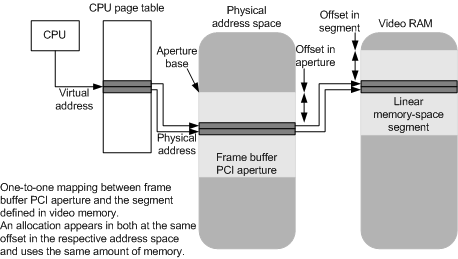 CPU
CPU page table
Physical
address space
Offset in
segment
Video RAM
Aperture
base
Offset in
aperture
Virtual
address
Physical
address
Linear
memory-space
segment
Frame buffer
PCI aperture
One-to-one mapping between frame
buffer PCI aperture and the segment
defined in video memory.
An allocation appears in both at the same
offset in the respective address space
and uses the same amount of memory.